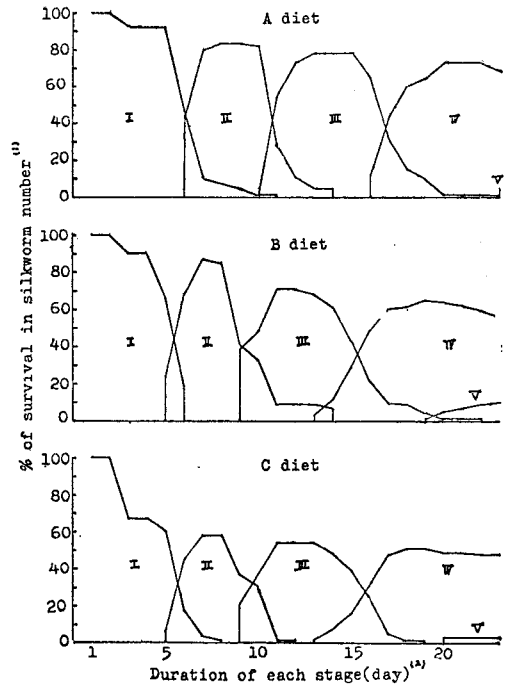 % of survival in silkworm number(1)
A diet
100
80
60
40
20
0
I
II
III
IV
V
B diet
100
80
60
40
20
0
I
II
III
IV
V
C diet
100
80
60
40
20
0
I
II
III
IV
V
1
5
10
15
20
Duration of each stage(day)(2)